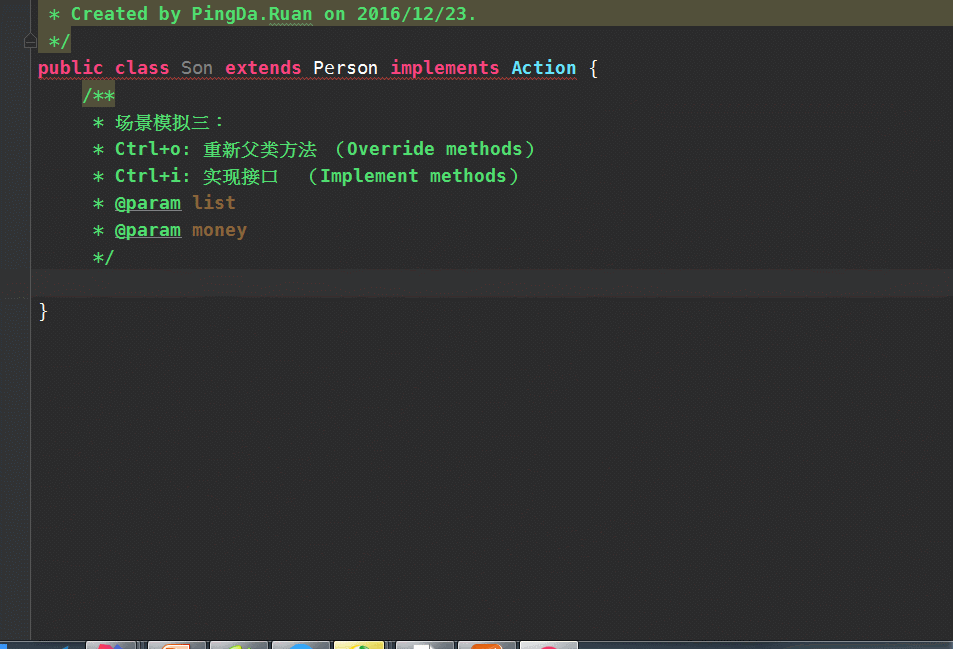 * Created by PingDa.Ruan on 2016/12/23.
*/
public class Son extends Person implements Action {
/**
* 场景模拟三：
* Ctrl+o: 重新父类方法 （Override methods）
* Ctrl+i: 实现接口 （Implement methods）
* @param list
* @param money
*/
}